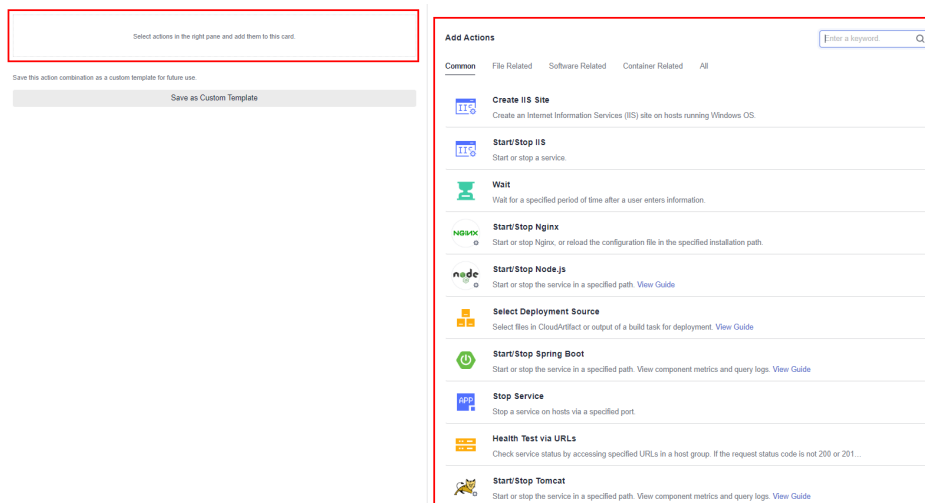 Select actions in the right pane and add them to this card.
Save this action combination as a custom template for future use.
Save as Custom Template
Add Actions
Enter a keyword.
Common File Related Software Related Container Related All
IIS
Create IIS Site
Create an Internet Information Services (IIS) site on hosts running Windows OS.
IIS
Start/Stop IIS
Start or stop a service.
Wait
Wait for a specified period of time after a user enters information.
NGINX
Start/Stop Nginx
Start or stop Nginx, or reload the configuration file in the specified installation path.
node
Start/Stop Node.js
Start or stop the service in a specified path. View Guide
Select Deployment Source
Select files in CloudArtifact or output of a build task for deployment. View Guide
Start/Stop Spring Boot
Start or stop the service in a specified path. View component metrics and query logs. View Guide
APP
Stop Service
Stop a service on hosts via a specified port.
Health Test via URLs
Check service status by accessing specified URLs in a host group. If the request status code is not 200 or 201...
Start/Stop Tomcat
Start or stop the service in a specified path. View component metrics and query logs. View Guide